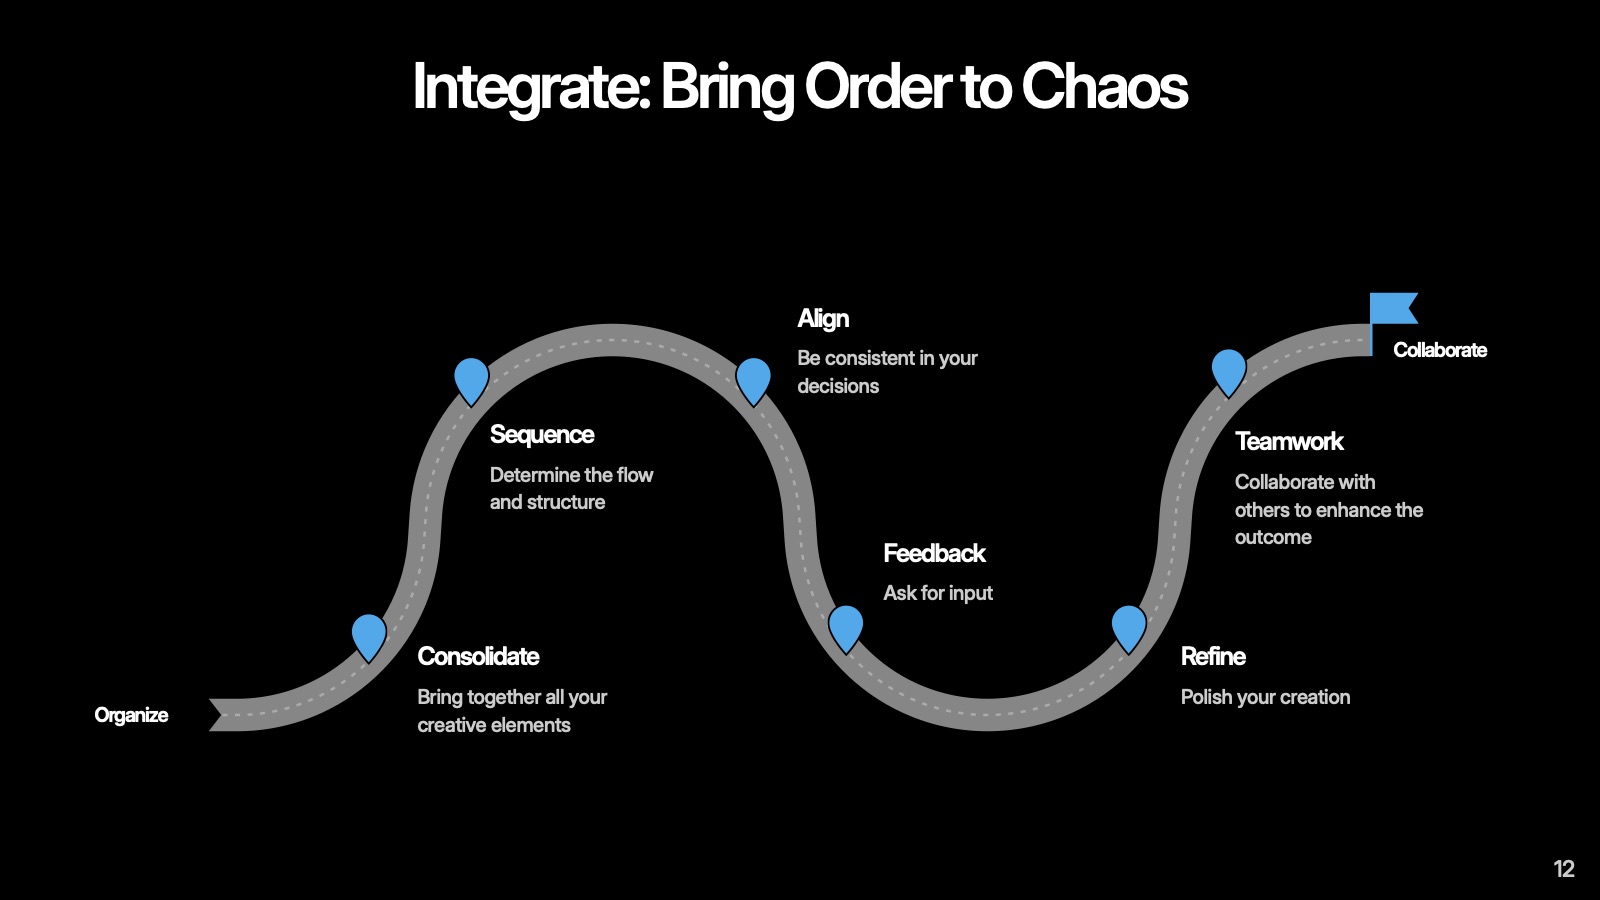 Integrate: Bring Order to Chaos
Organize
Consolidate
Bring together all your
creative elements
Sequence
Determine the flow
and structure
Align
Be consistent in your
decisions
Feedback
Ask for input
Refine
Polish your creation
Teamwork
Collaborate with
others to enhance the
outcome
Collaborate
12